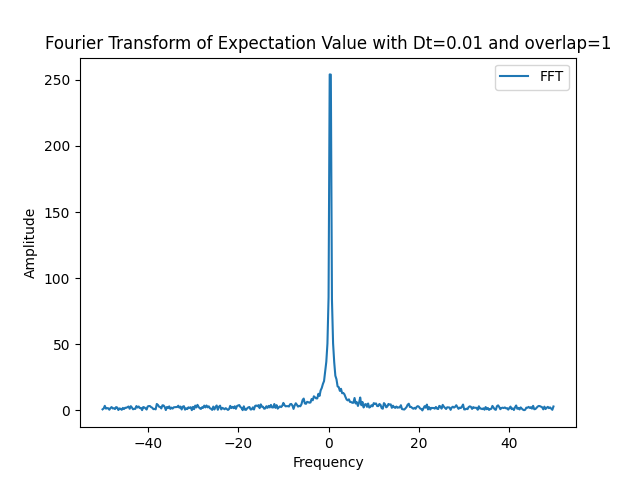 Fourier Transform of Expectation Value with Dt=0.01 and overlap=1
FFT
250
200
150
100
50
0
Amplitude
−40
−20
0
20
40
Frequency